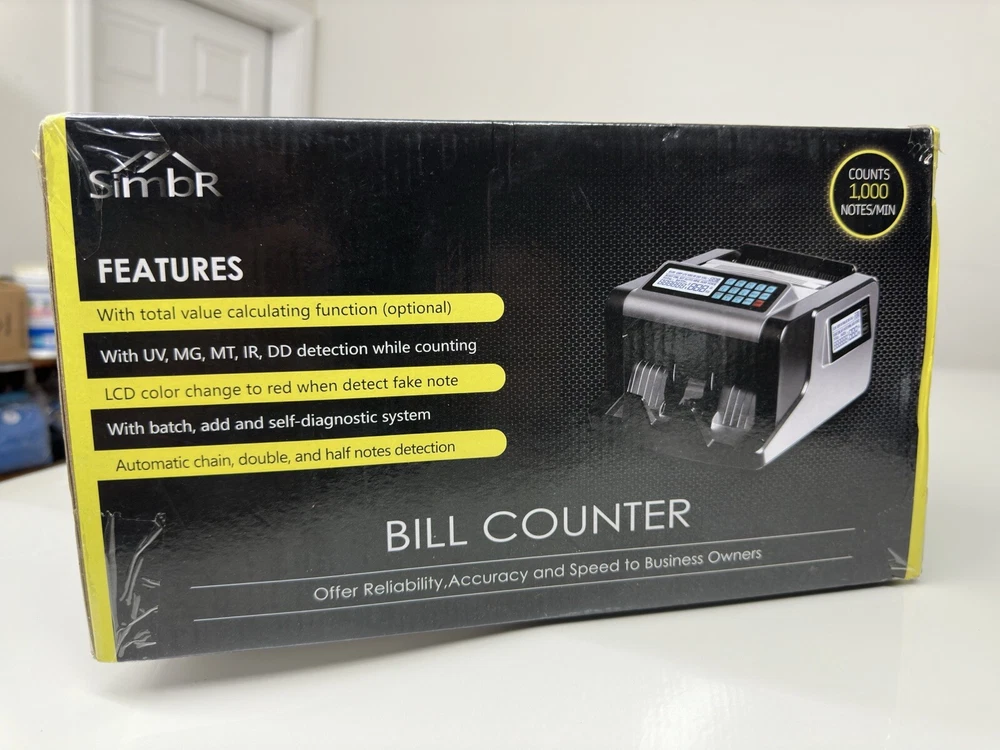 SimbR
COUNTS
1,000
NOTES/MIN
FEATURES
With total value calculating function (optional)
With UV, MG, MT, IR, DD detection while counting
LCD color change to red when detect fake note
With batch, add and self-diagnostic system
Automatic chain, double, and half notes detection
BILL COUNTER
Offer Reliability,Accuracy and Speed to Business Owners